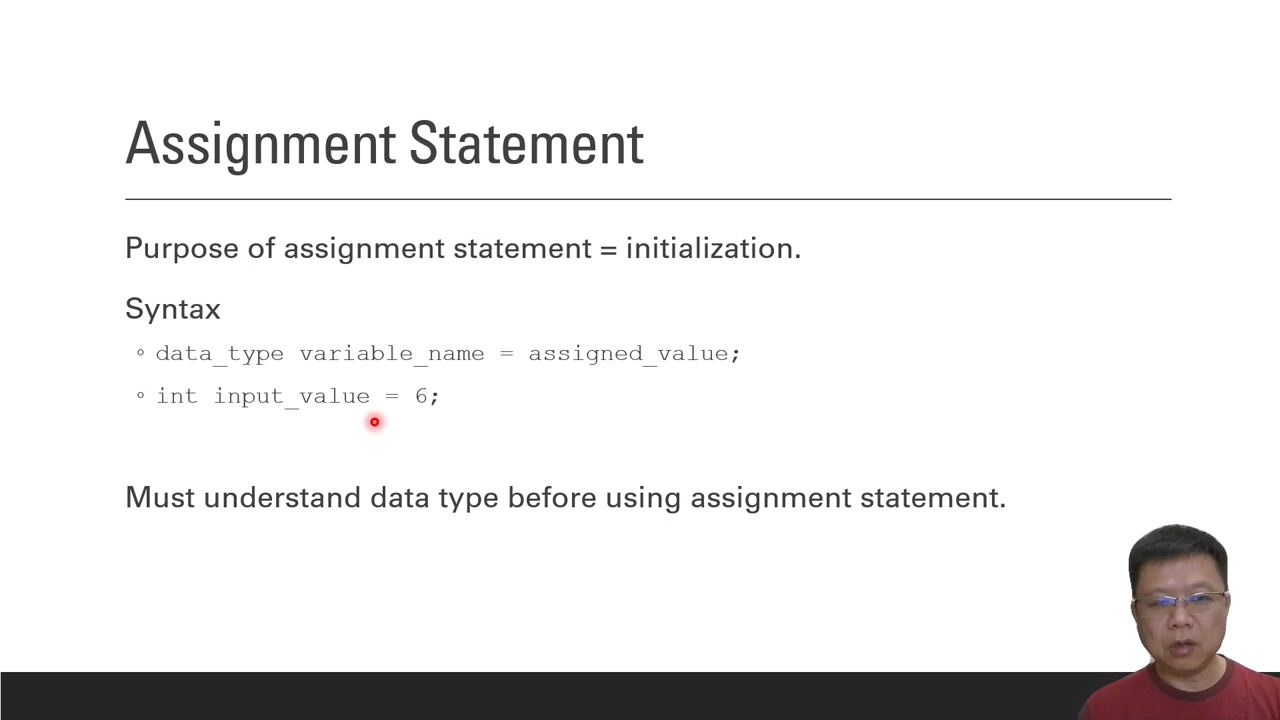 Assignment Statement
Purpose of assignment statement = initialization.
Syntax
data_type variable_name = assigned_value;
int input_value = 6;
Must understand data type before using assignment statement.